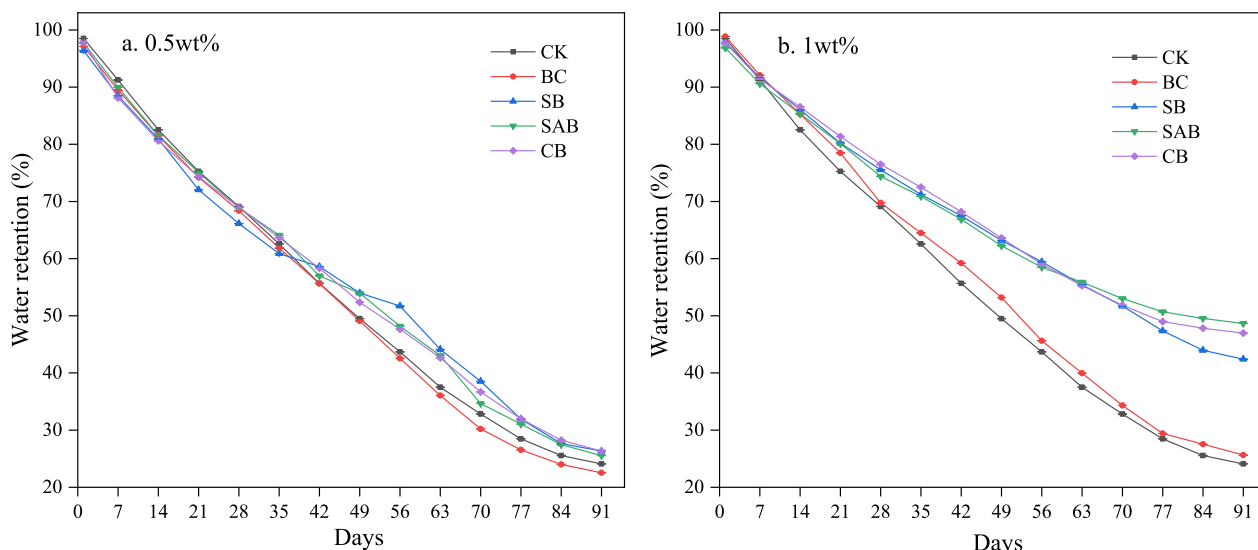 a. 0.5wt%
CK
BC
SB
SAB
CB
Water retention (%)
100
90
80
70
60
50
40
30
20
0 7 14 21 28 35 42 49 56 63 70 77 84 91
Days
b. 1wt%
CK
BC
SB
SAB
CB
Water retention (%)
100
90
80
70
60
50
40
30
20
0 7 14 21 28 35 42 49 56 63 70 77 84 91
Days